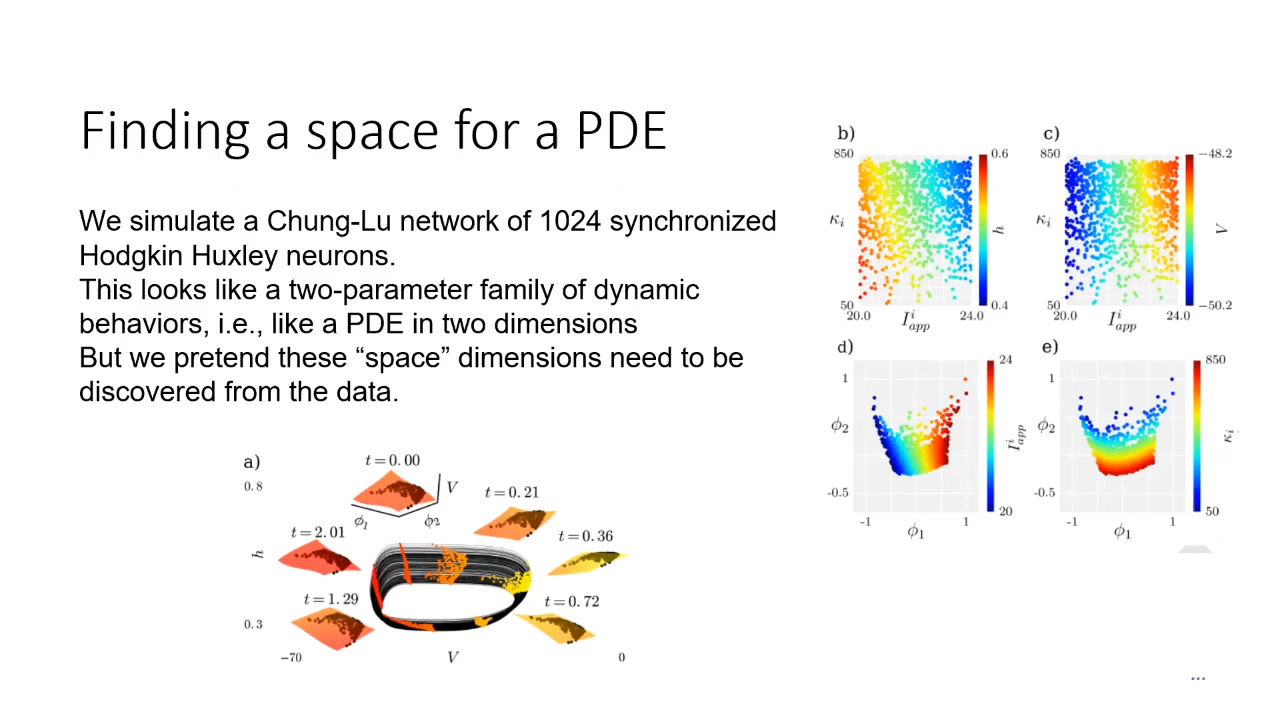 Finding a space for a PDE
We simulate a Chung-Lu network of 1024 synchronized
Hodgkin Huxley neurons.
This looks like a two-parameter family of dynamic
behaviors, i.e., like a PDE in two dimensions
But we pretend these “space” dimensions need to be
discovered from the data.
a)
0.8
h
0.3
−70
V
0
t=0.00
V
ϕ1
ϕ2
t=0.21
t=2.01
t=0.36
t=1.29
t=0.72
b)
850
κi
50
20.0
I^i_app
24.0
0.6
h
0.4
c)
850
κi
50
20.0
I^i_app
24.0
−48.2
V
−50.2
d)
1
ϕ2
-0.5
-1
ϕ1
1
24
I^i_app
20
e)
1
ϕ2
-0.5
-1
ϕ1
1
850
κi
50
...